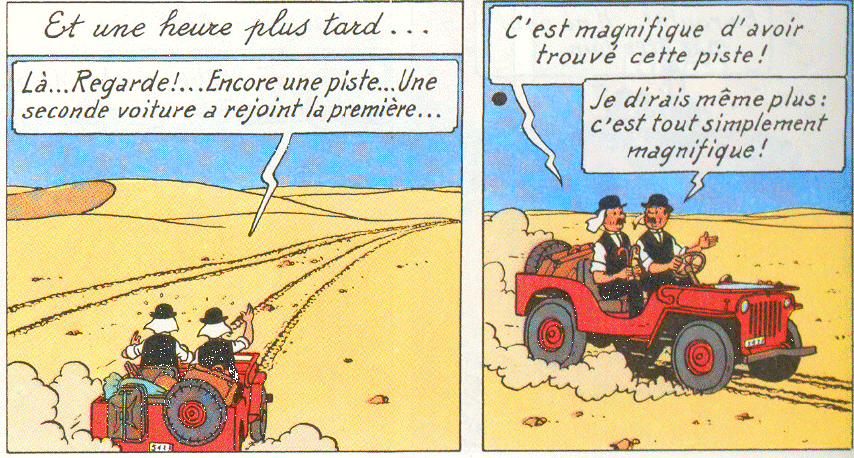 Et une heure plus tard...
Là...Regarde!...Encore une piste...Une
seconde voiture a rejoint la première...
C'est magnifique d'avoir
trouvé cette piste!
Je dirais même plus:
c'est tout simplement
magnifique!